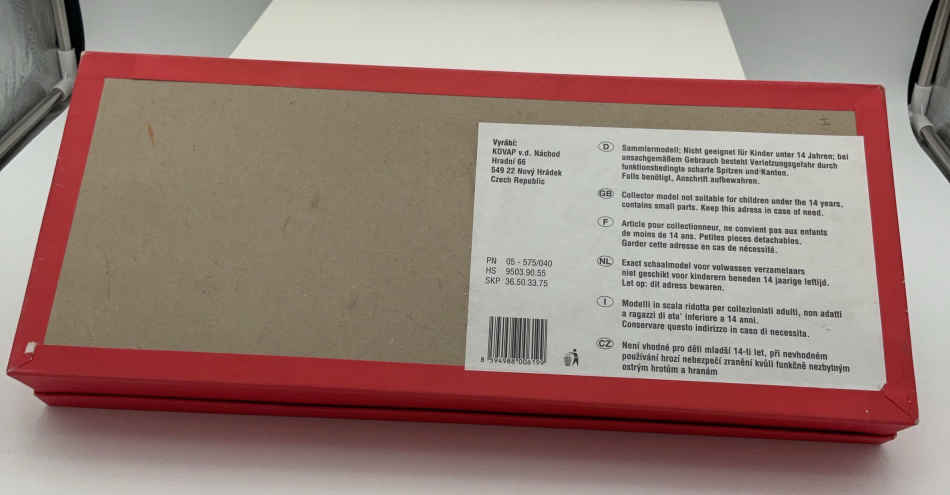 Vyrábí:
KOVAP v.d. Náchod
Hradní 66
549 22 Nový Hrádek
Czech Republic
PN 05 - 575/040
HS 9503.90.55
SKP 36.50.33.75
8 594988 006199
D
Sammlermodell; Nicht geeignet für Kinder unter 14 Jahren; bei
unsachgemäßem Gebrauch besteht Verletzungsgefahr durch
funktionsbedingte scharfe Spitzen und Kanten.
Falls benötigt, Anschrift aufbewahren.
GB
Collector model not suitable for children under the 14 years,
contains small parts. Keep this adress in case of need.
F
Article pour collectionneur, ne convient pas aux enfants
de moins de 14 ans. Petites pieces detachables.
Garder cette adresse en cas de nécessité.
NL
Exact schaalmodel voor volwassen verzamelaars
niet geschikt voor kinderern beneden 14 jaarige leftijd.
Let op: dit adress bewaren.
I
Modelli in scala ridotta per collezionisti adulti, non adatti
a ragazzi di eta' inferiore a 14 anni.
Conservare questo indirizzo in caso di necessita.
CZ
Není vhodné pro děti mladší 14-ti let, při nevhodném
používání hrozí nebezpečí zranění kvůli funkčně nezbytným
ostrým hrotům a hranám